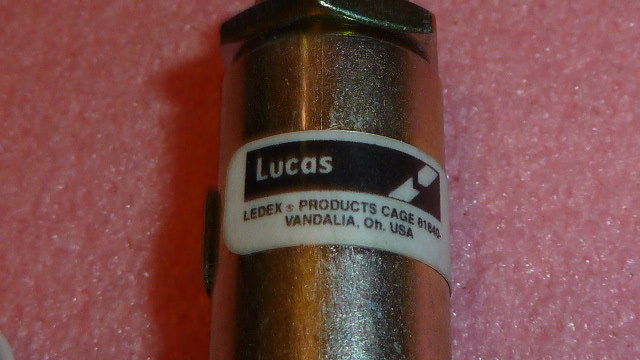 Lucas
LEDEX ® PRODUCTS CAGE 81840-
VANDALIA, Oh. USA